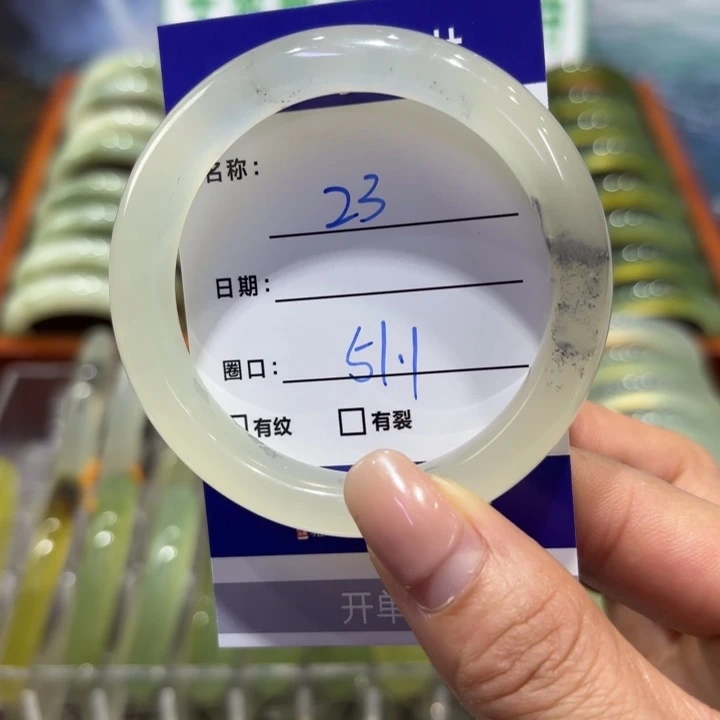 名称: 23
日期:
圈口: 51.1
有纹 有裂
开单